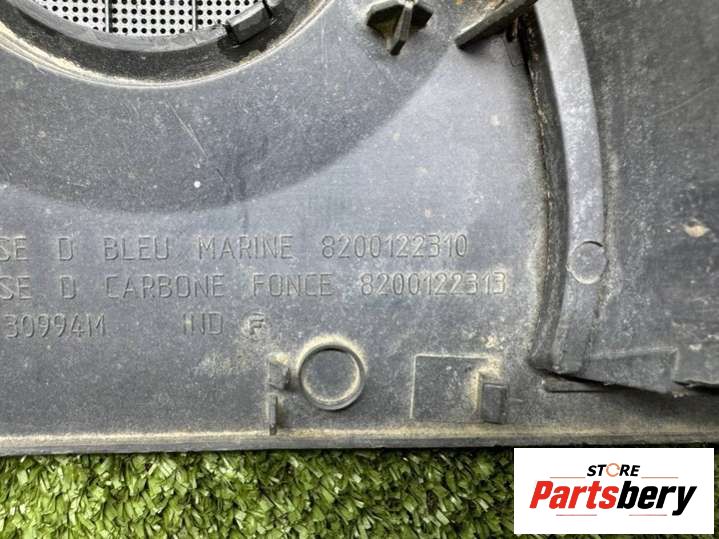 SE D BLEU MARINE 8200122310
SE D CARBONE FONCE 8200122313
30994M IND F
STORE
Partsbery